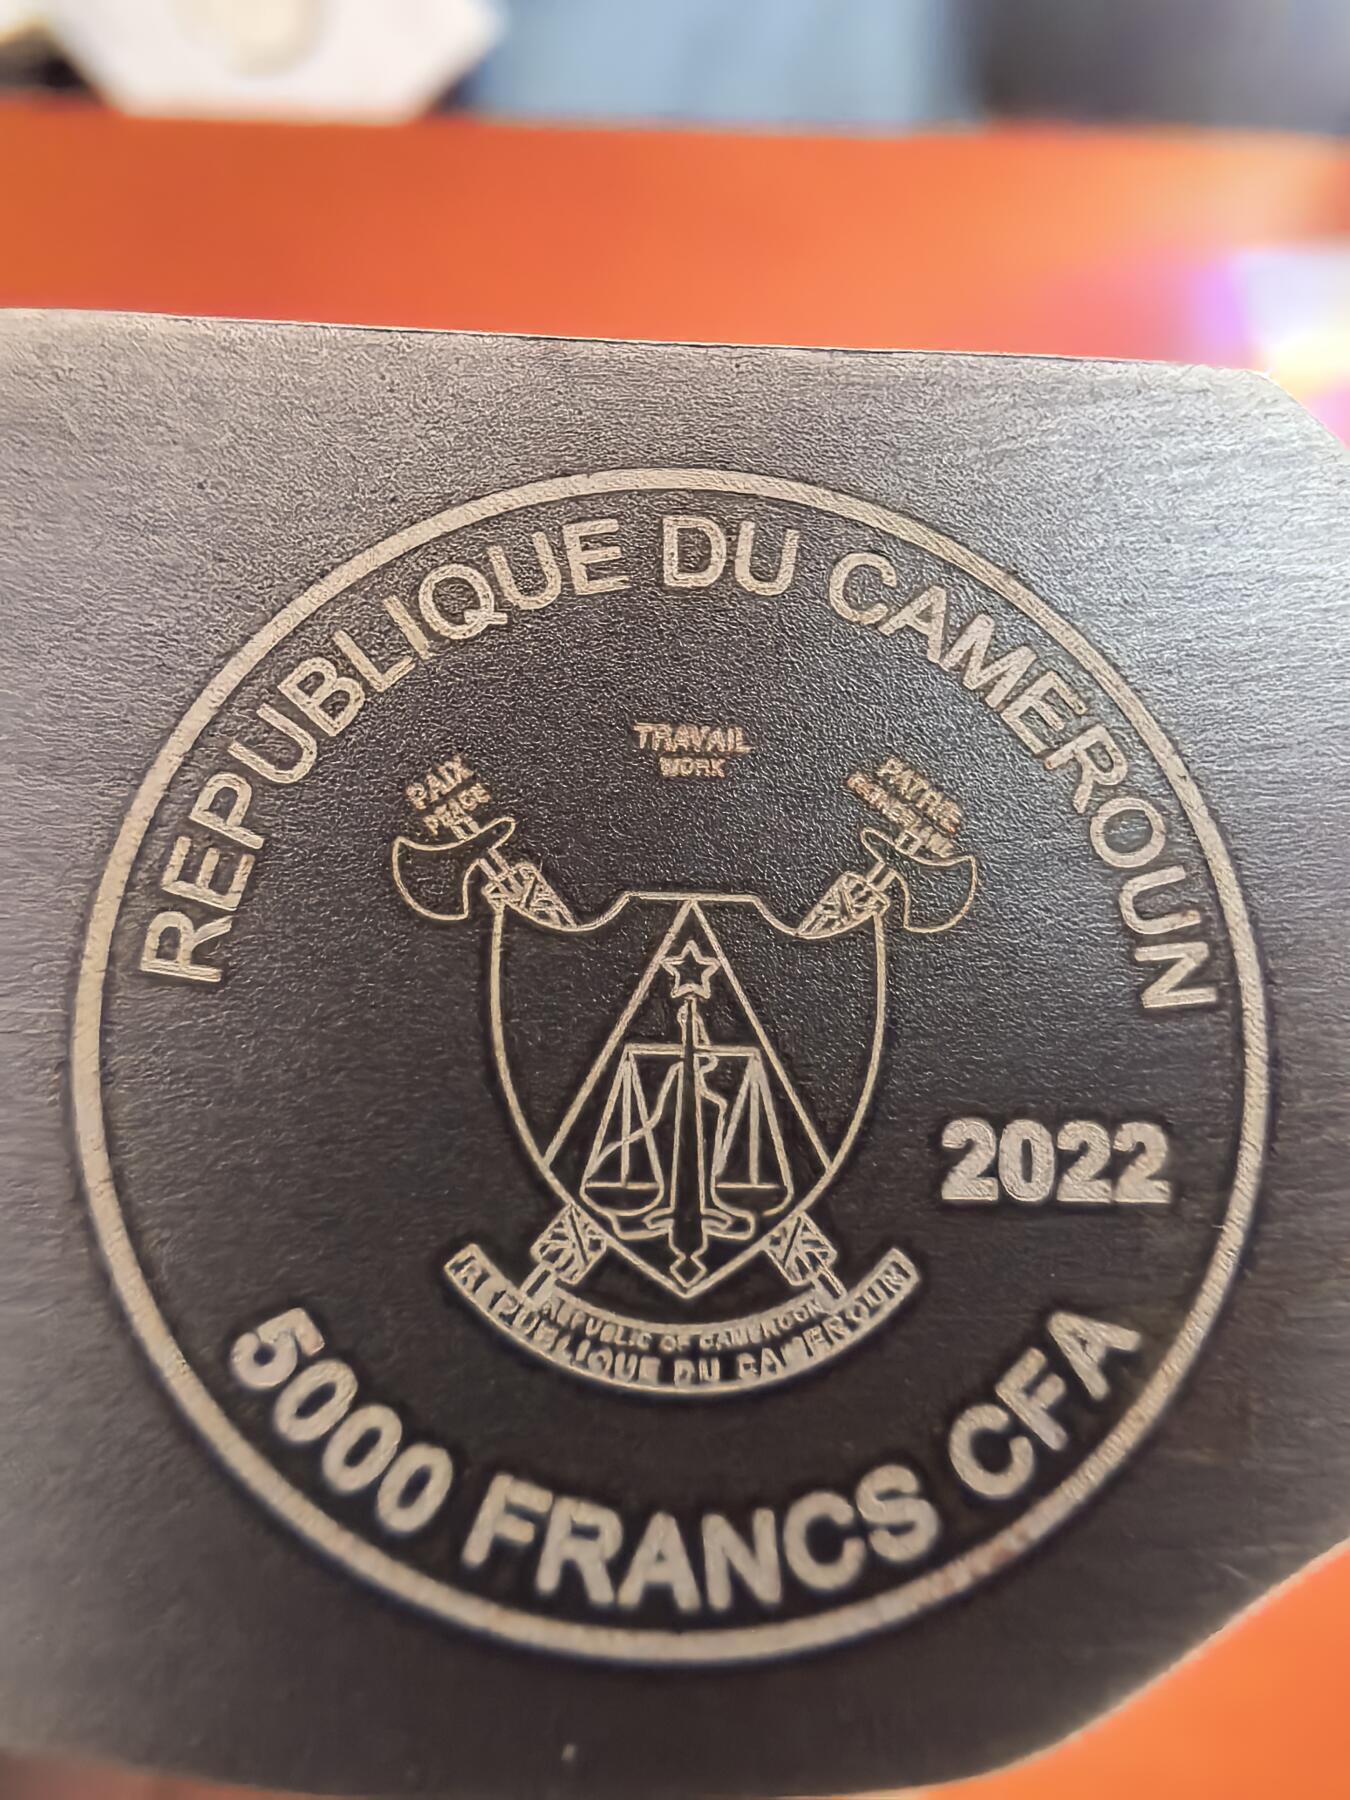 REPUBLIQUE DU CAMEROUN
TRAVAIL
WORK
PAIX
PEACE
PATRIE
2022
REPUBLIC OF CAMEROON
REPUBLIQUE DU CAMEROUN
5000 FRANCS CFA